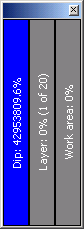 Dip: 42953809.6%
Layer: 0% (1 of 20)
Work area: 0%